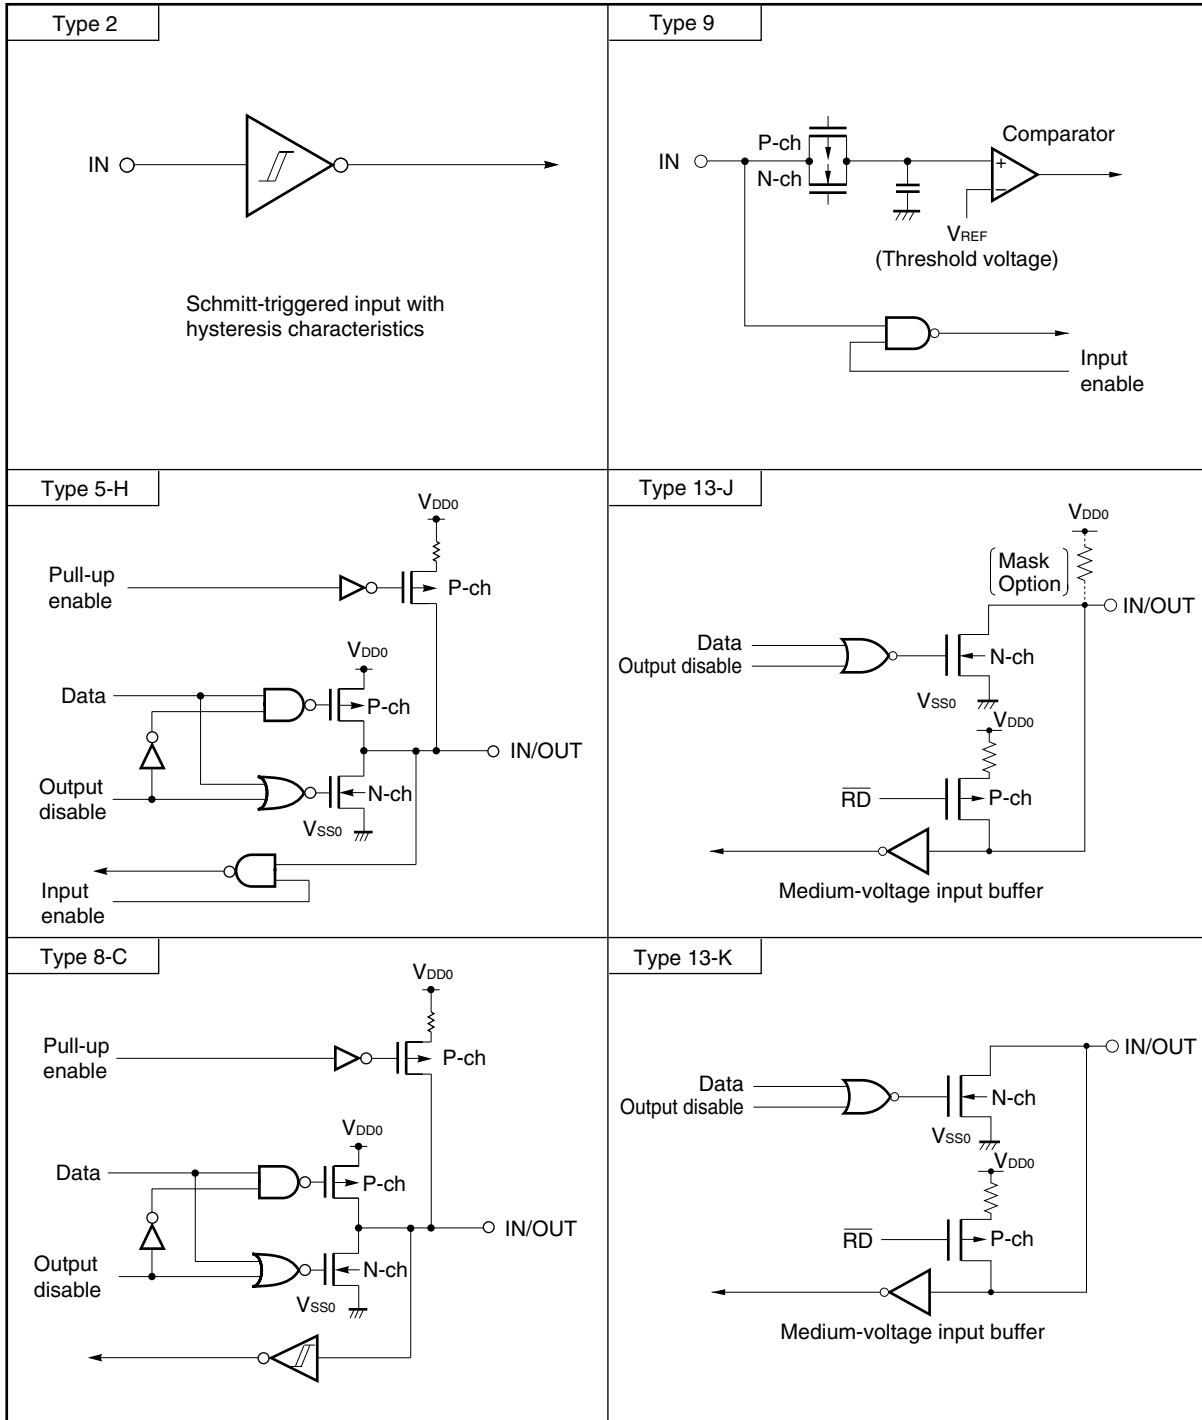 Type 2
IN
Schmitt-triggered input with
hysteresis characteristics
Type 9
IN
P-ch
N-ch
Comparator
+
–
VREF
(Threshold voltage)
Input
enable
Type 5-H
VDD0
Pull-up
enable
P-ch
VDD0
Data
P-ch
IN/OUT
Output
disable
N-ch
VSS0
Input
enable
Type 13-J
VDD0
Mask
Option
IN/OUT
Data
Output disable
N-ch
VSS0
VDD0
RD
P-ch
Medium-voltage input buffer
Type 8-C
VDD0
Pull-up
enable
P-ch
VDD0
Data
P-ch
IN/OUT
Output
disable
N-ch
VSS0
Type 13-K
IN/OUT
Data
Output disable
N-ch
VSS0
VDD0
RD
P-ch
Medium-voltage input buffer